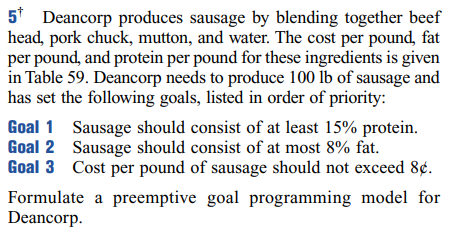 5† Deancorp produces sausage by blending together beef
head, pork chuck, mutton, and water. The cost per pound, fat
per pound, and protein per pound for these ingredients is given
in Table 59. Deancorp needs to produce 100 lb of sausage and
has set the following goals, listed in order of priority:
Goal 1 Sausage should consist of at least 15% protein.
Goal 2 Sausage should consist of at most 8% fat.
Goal 3 Cost per pound of sausage should not exceed 8¢.
Formulate a preemptive goal programming model for
Deancorp.